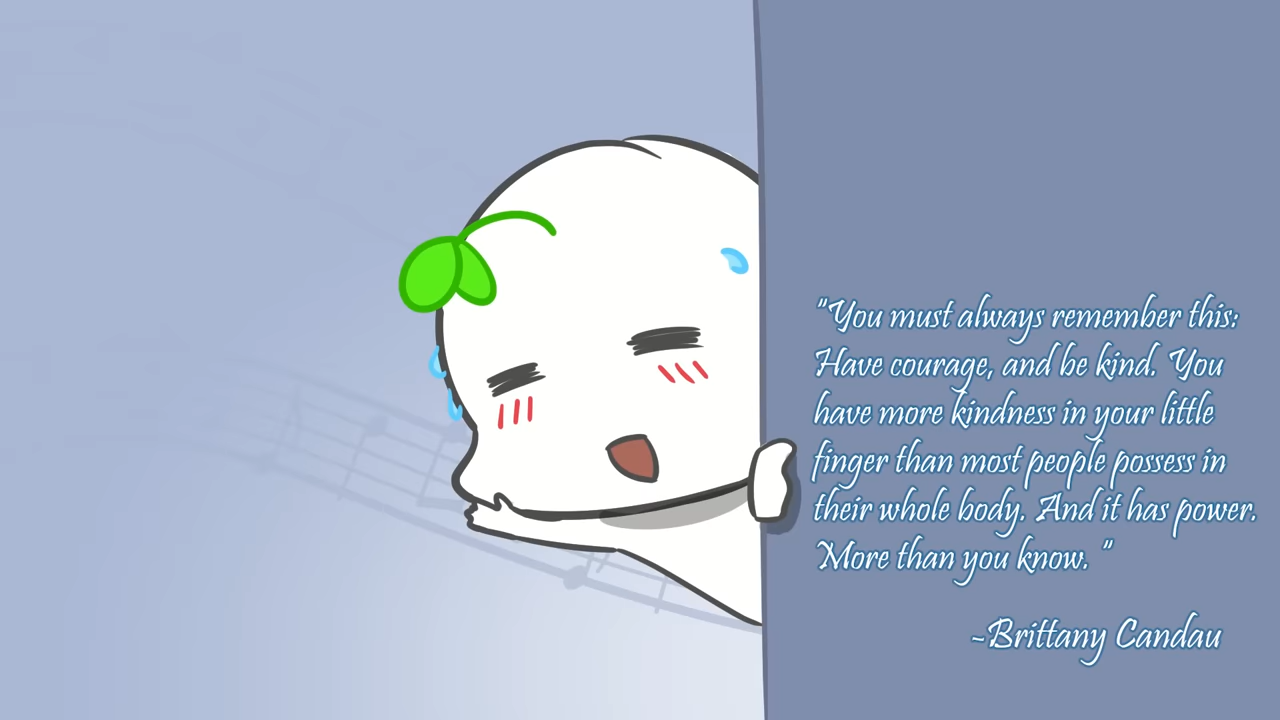 "You must always remember this:
Have courage, and be kind. You
have more kindness in your little
finger than most people possess in
their whole body. And it has power.
More than you know. "
~Brittany Candau